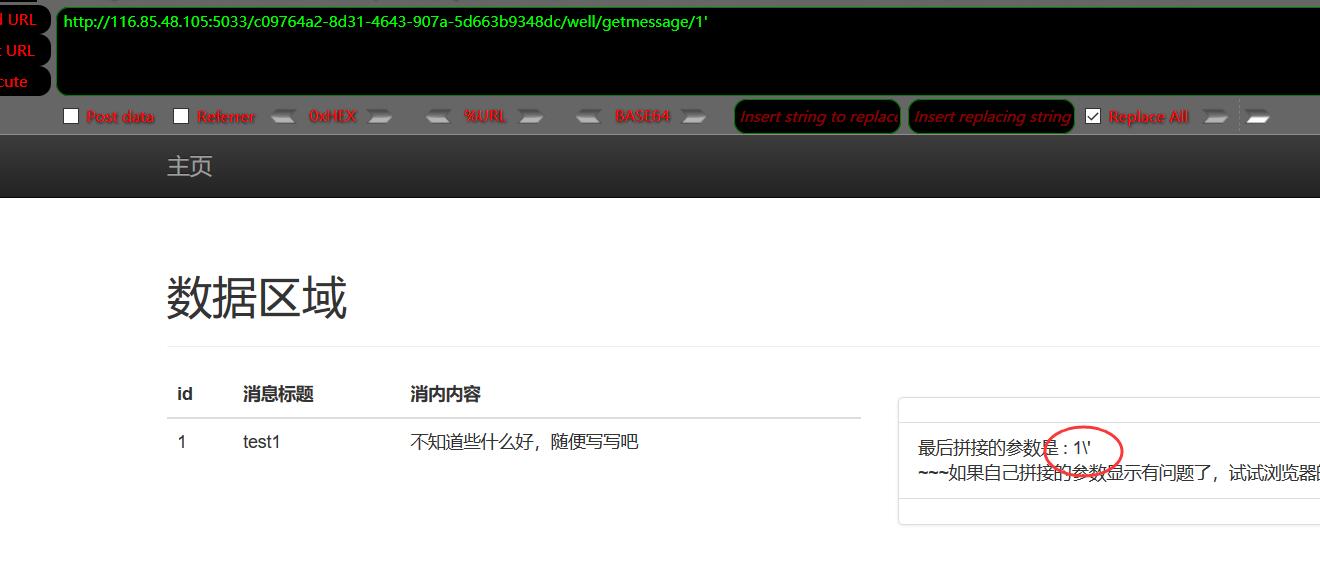 URL
http://116.85.48.105:5033/c09764a2-8d31-4643-907a-5d663b9348dc/well/getmessage/1'
URL
cute
Post data Referrer 0xHEX %URL BASE64 Insert string to replac Insert replacing string Replace All
主页
数据区域
id 消息标题 消内内容
1 test1 不知道些什么好，随便写写吧
最后拼接的参数是 : 1\'
~~~如果自己拼接的参数显示有问题了，试试浏览器的